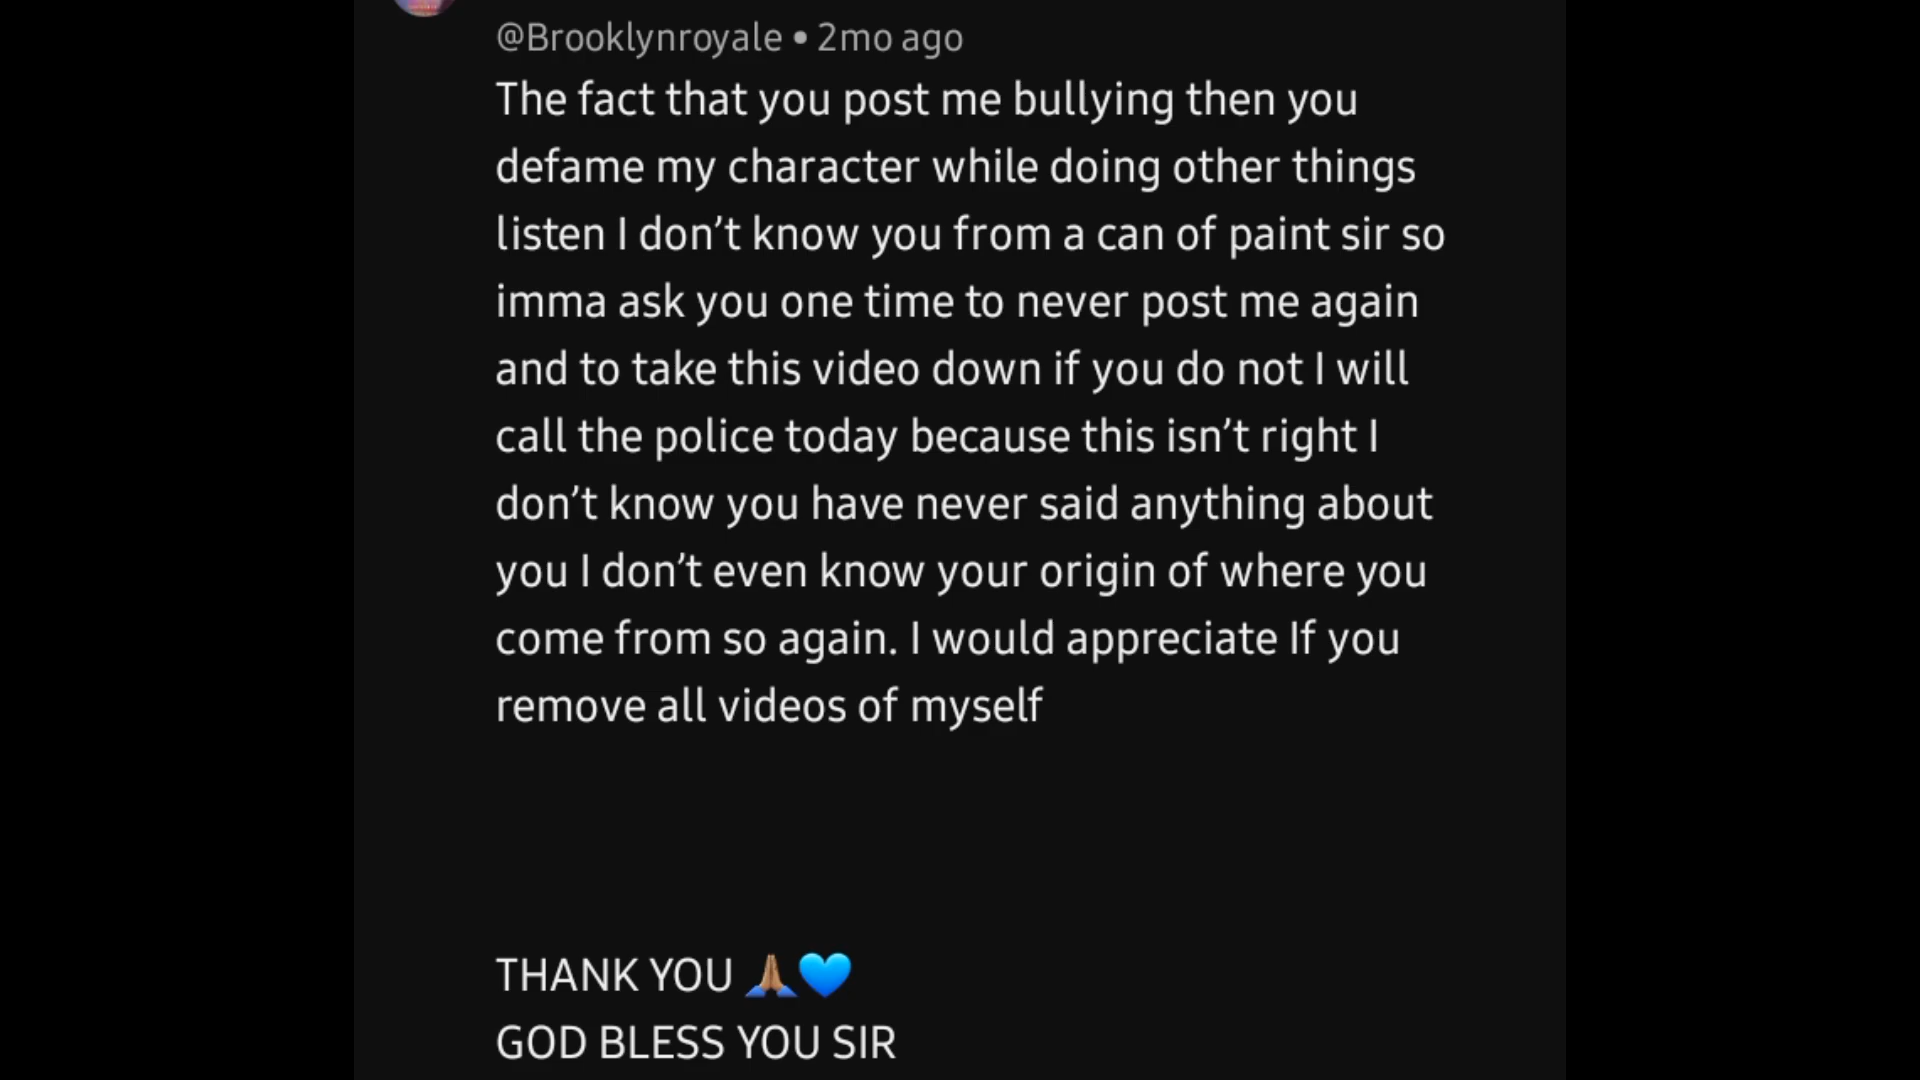 @Brooklynroyale • 2mo ago
The fact that you post me bullying then you
defame my character while doing other things
listen I don’t know you from a can of paint sir so
imma ask you one time to never post me again
and to take this video down if you do not I will
call the police today because this isn’t right I
don’t know you have never said anything about
you I don’t even know your origin of where you
come from so again. I would appreciate If you
remove all videos of myself
THANK YOU 🙏🏽💙
GOD BLESS YOU SIR